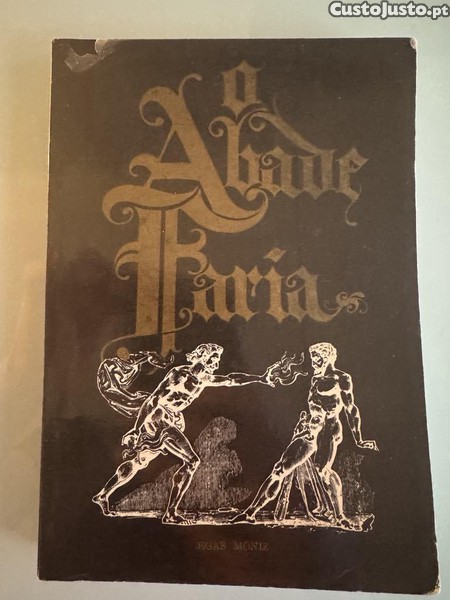 CustoJusto.pt
O
Abade
Faria
EGAS MONIZ